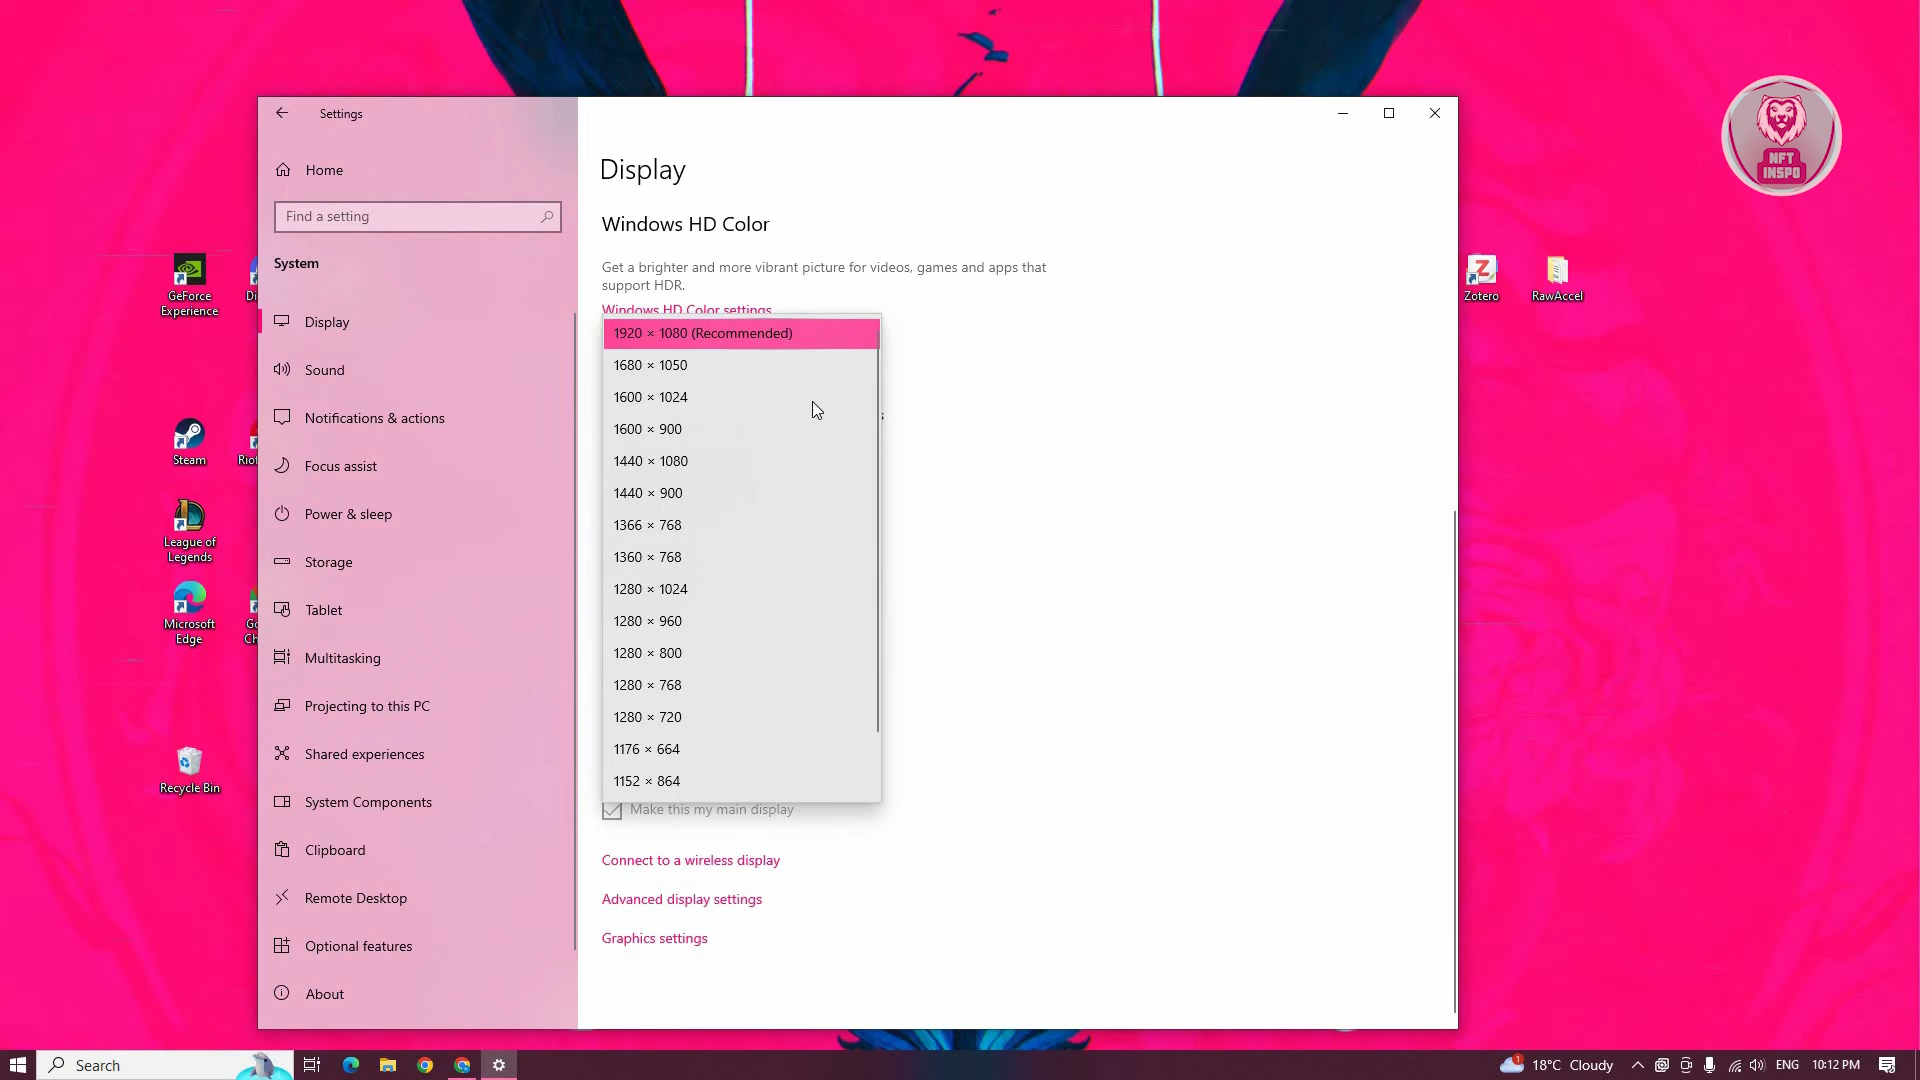 Settings
Home
Find a setting
System
Display
Sound
Notifications & actions
Focus assist
Power & sleep
Storage
Tablet
Multitasking
Projecting to this PC
Shared experiences
System Components
Clipboard
Remote Desktop
Optional features
About
Display
Windows HD Color
Get a brighter and more vibrant picture for videos, games and apps that
support HDR.
Windows HD Color settings
1920 × 1080 (Recommended)
1680 × 1050
1600 × 1024
1600 × 900
1440 × 1080
1440 × 900
1366 × 768
1360 × 768
1280 × 1024
1280 × 960
1280 × 800
1280 × 768
1280 × 720
1176 × 664
1152 × 864
Make this my main display
Connect to a wireless display
Advanced display settings
Graphics settings
GeForce
Experience
Steam
League of
Legends
Microsoft
Edge
Recycle Bin
Zotero
RawAccel
NFT
INSPO
Search
1
18°C Cloudy
ENG
10:12 PM